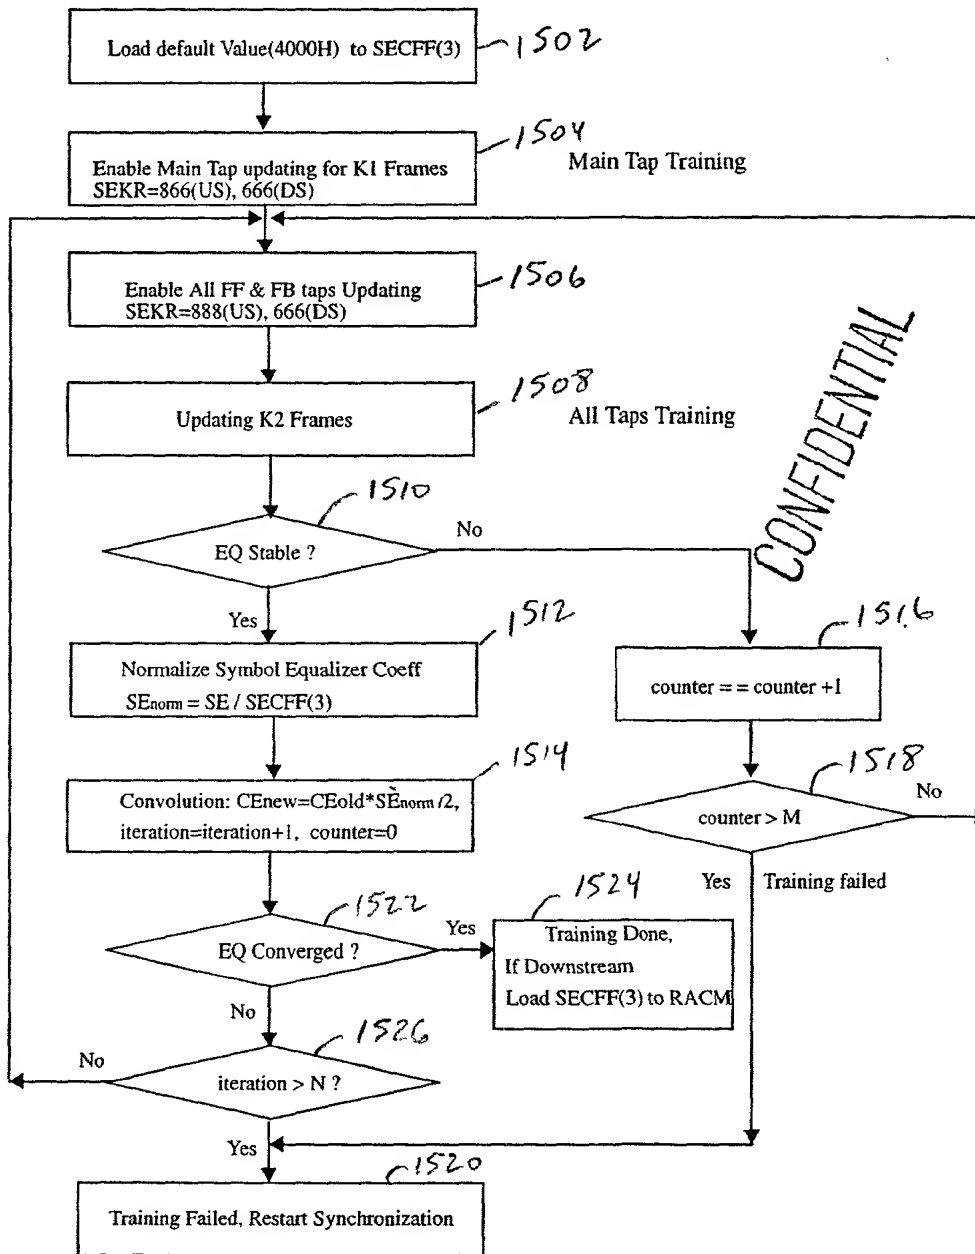 Load default Value(4000H) to SECFF(3)
1502
1504
Enable Main Tap updating for K1 Frames
SEKR=866(US), 666(DS)
Main Tap Training
Enable All FF & FB taps Updating
SEKR=888(US), 666(DS)
1506
Updating K2 Frames
1508
All Taps Training
CONFIDENTIAL
1510
EQ Stable ?
No
Yes
1512
Normalize Symbol Equalizer Coeff
SEnorm = SE / SECFF(3)
1516
counter = = counter +1
1514
Convolution: CEnew=CEold*SEnorm/2,
iteration=iteration+1, counter=0
1518
counter > M
No
Yes
Training failed
1522
EQ Converged ?
Yes
1524
Training Done,
If Downstream
Load SECFF(3) to RACM
No
1526
No
iteration > N ?
Yes
1520
Training Failed, Restart Synchronization